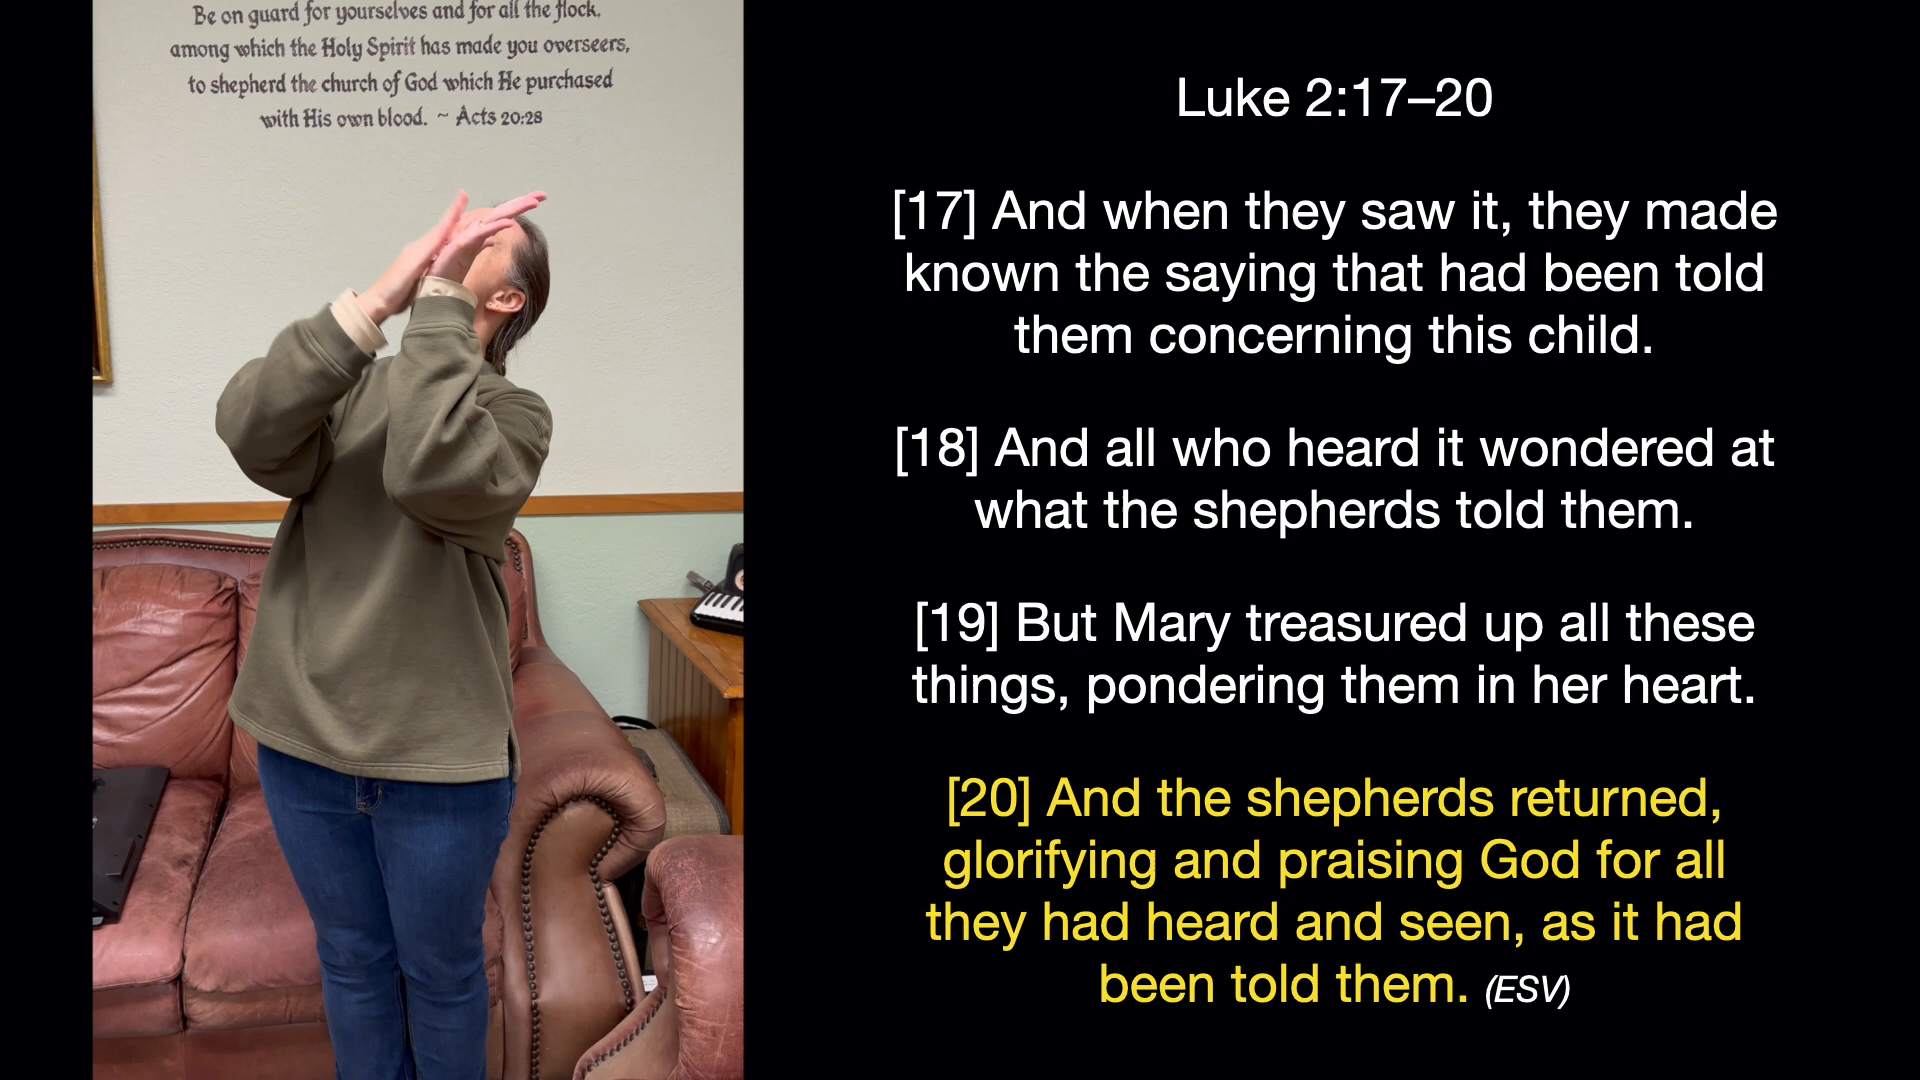 Be on guard for yourselves and for all the flock,
among which the Holy Spirit has made you overseers,
to shepherd the church of God which He purchased
with His own blood. ~ Acts 20:28
Luke 2:17–20
[17] And when they saw it, they made
known the saying that had been told
them concerning this child.
[18] And all who heard it wondered at
what the shepherds told them.
[19] But Mary treasured up all these
things, pondering them in her heart.
[20] And the shepherds returned,
glorifying and praising God for all
they had heard and seen, as it had
been told them. (ESV)